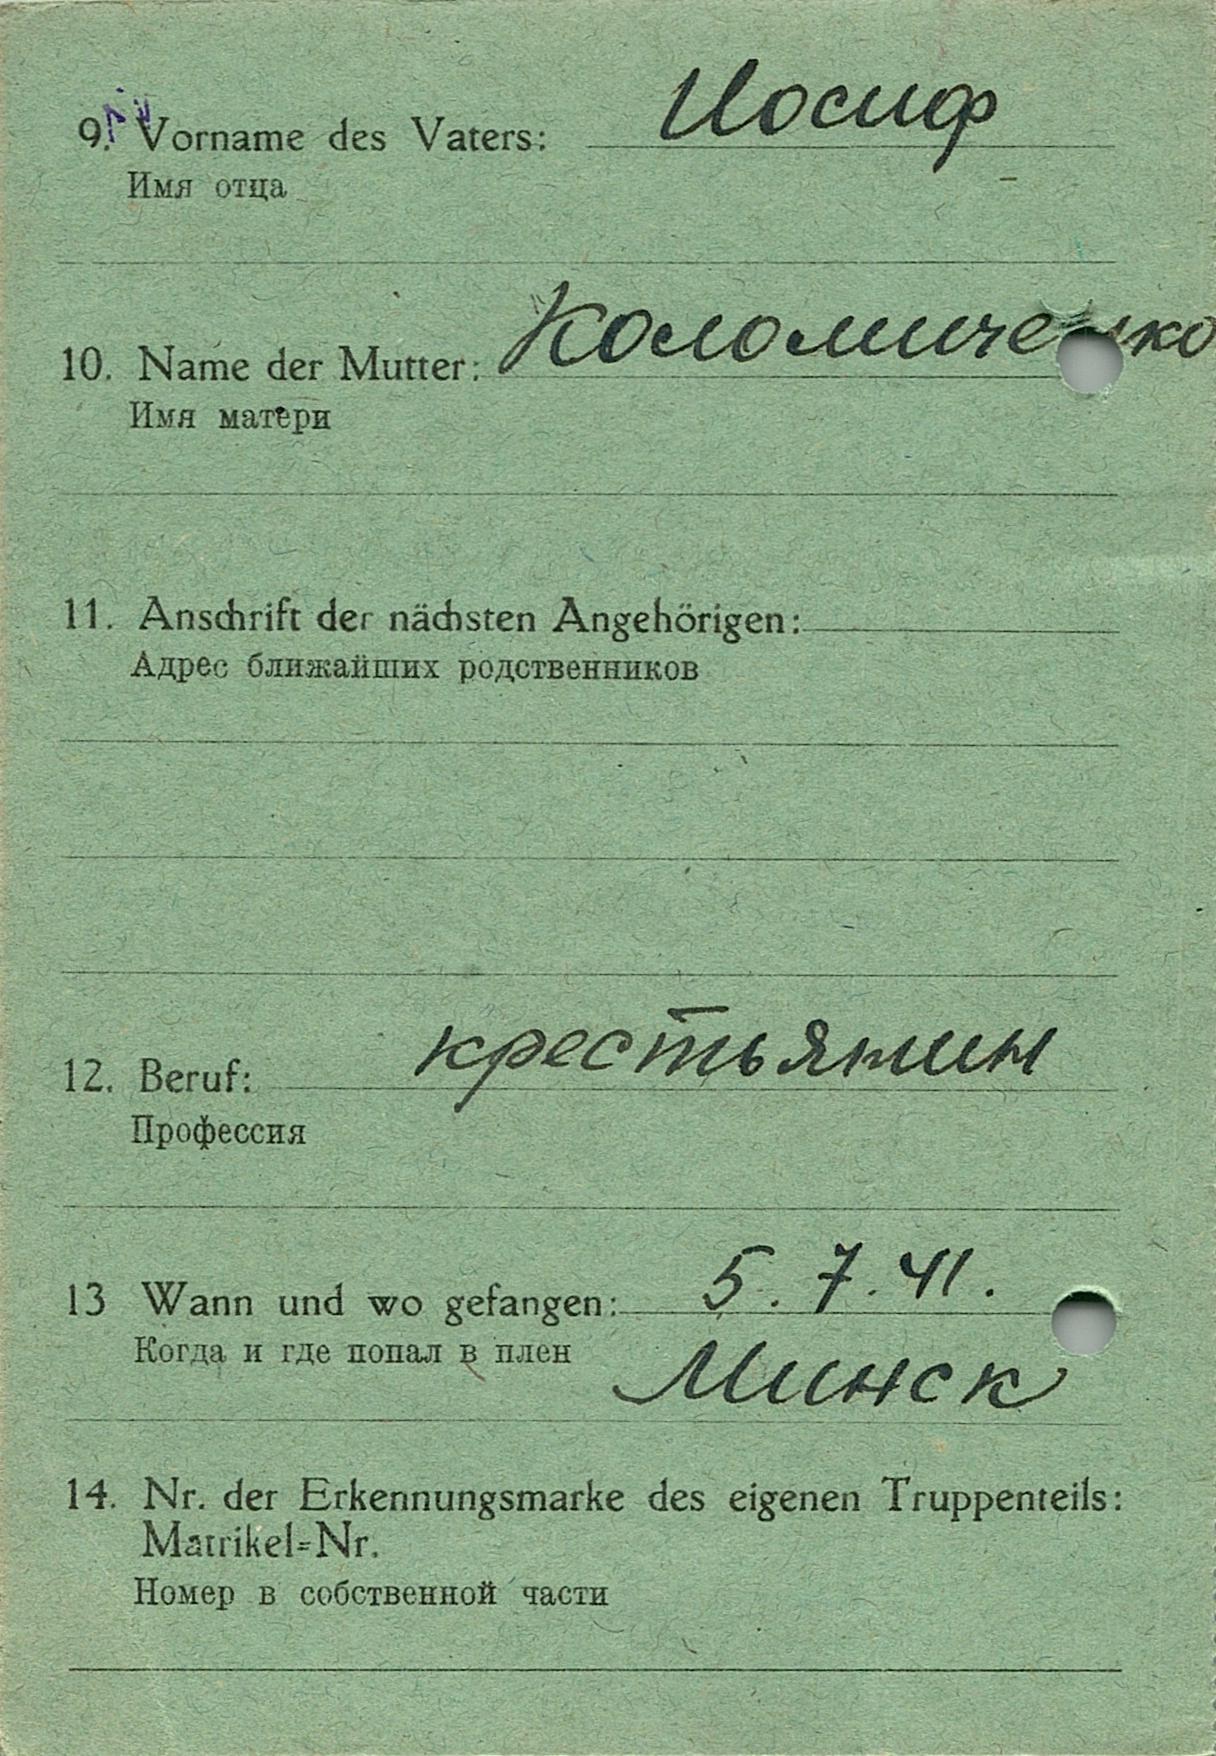 9. Vorname des Vaters: Иосиф
Имя отца
10. Name der Mutter: Коломиченко
Имя матери
11. Anschrift der nächsten Angehörigen:
Адрес ближайших родственников
12. Beruf: крестьянин
Профессия
13 Wann und wo gefangen: 5.7.41.
Когда и где попал в плен Минск
14. Nr. der Erkennungsmarke des eigenen Truppenteils:
Matrikel=Nr.
Номер в собственной части